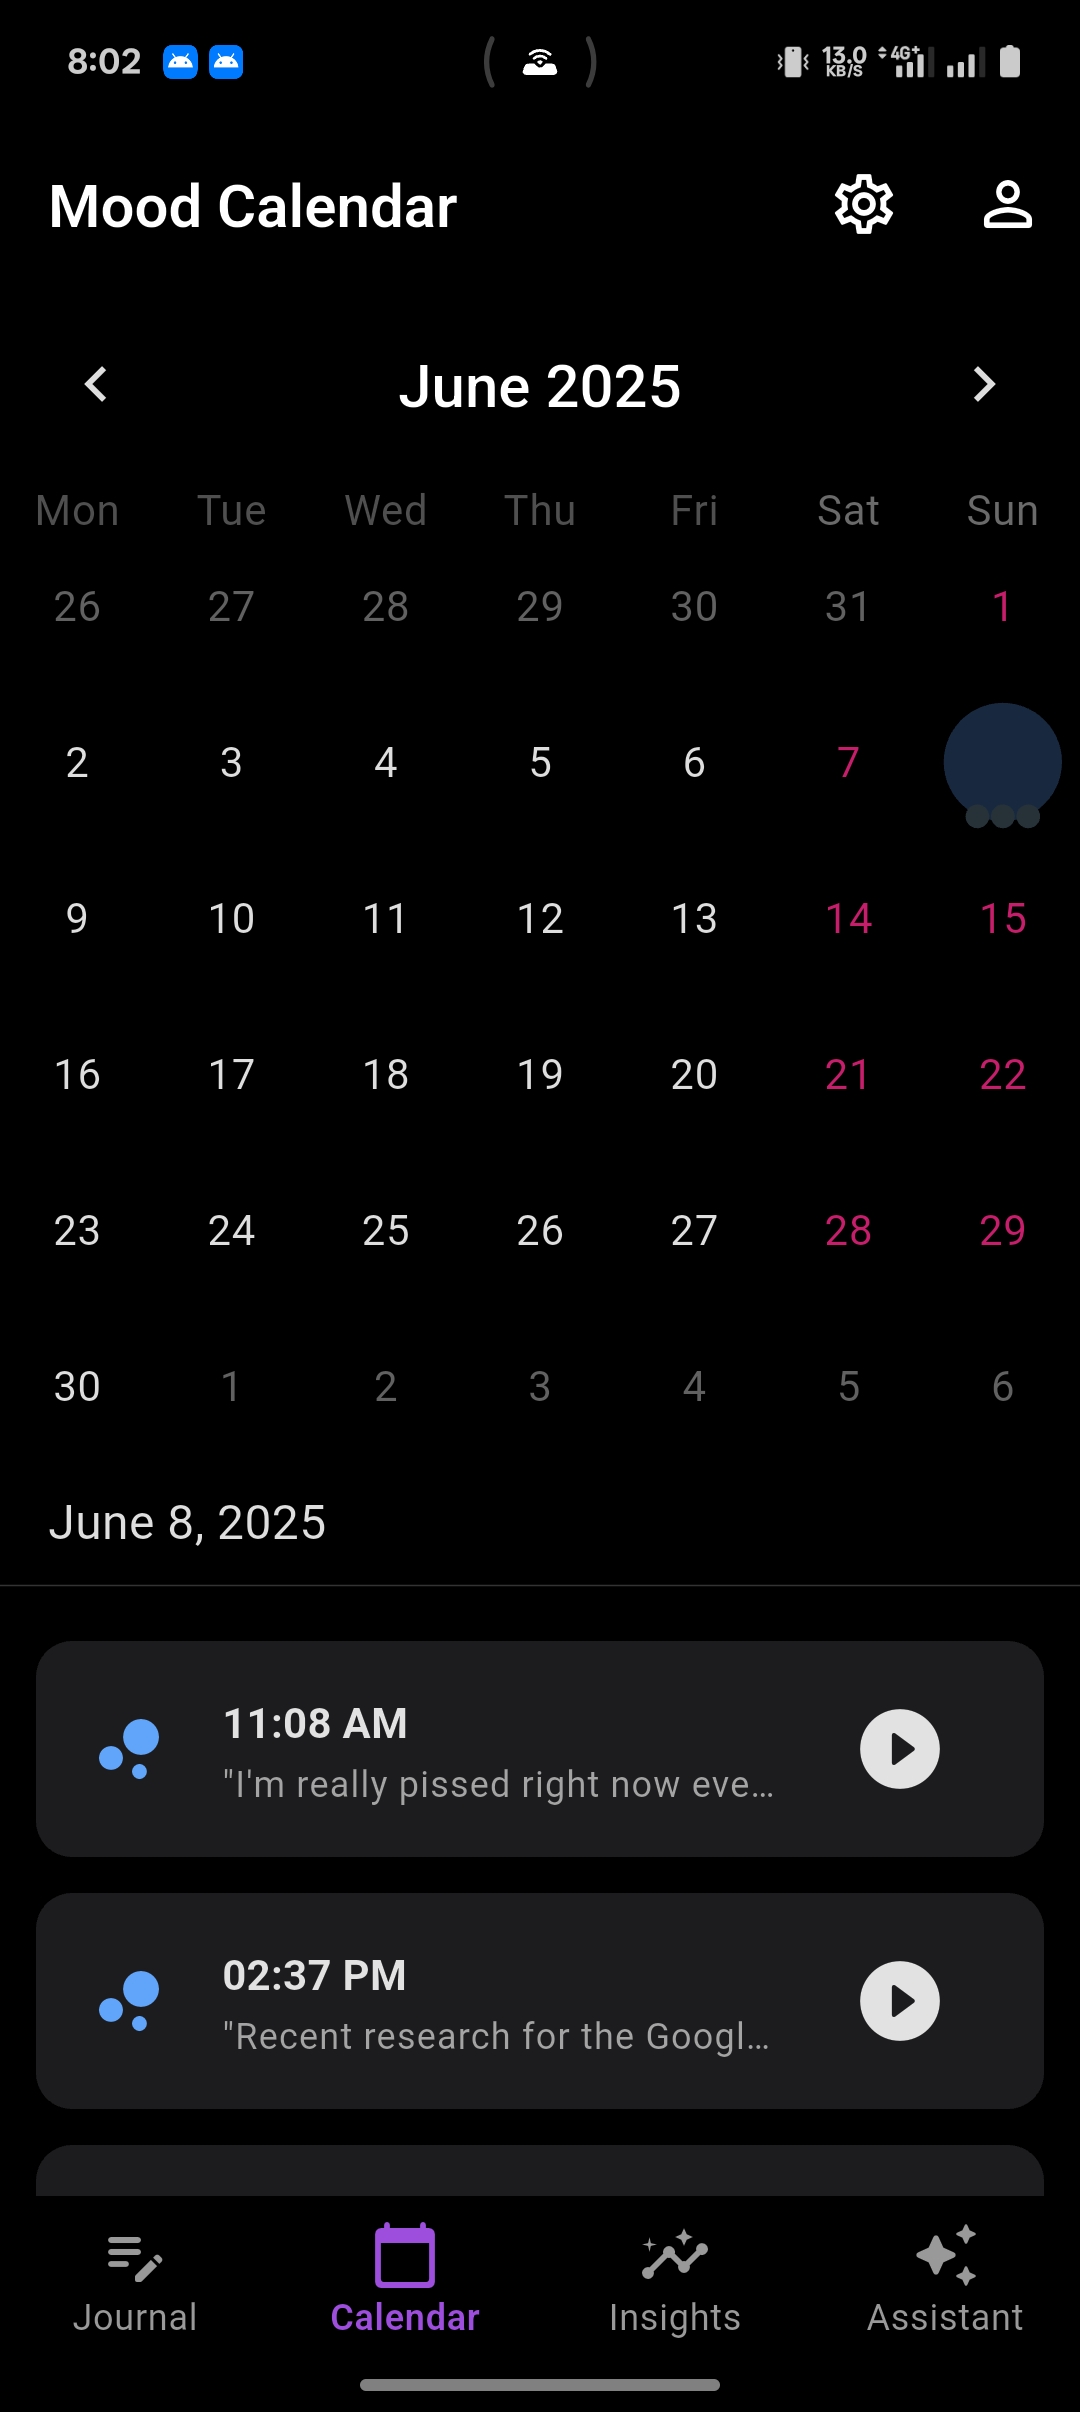 8:02 13.0 KB/S 4G+
Mood Calendar
June 2025
Mon Tue Wed Thu Fri Sat Sun
26 27 28 29 30 31 1
2 3 4 5 6 7
9 10 11 12 13 14 15
16 17 18 19 20 21 22
23 24 25 26 27 28 29
30 1 2 3 4 5 6
June 8, 2025
11:08 AM
"I'm really pissed right now eve…
02:37 PM
"Recent research for the Googl…
Journal Calendar Insights Assistant